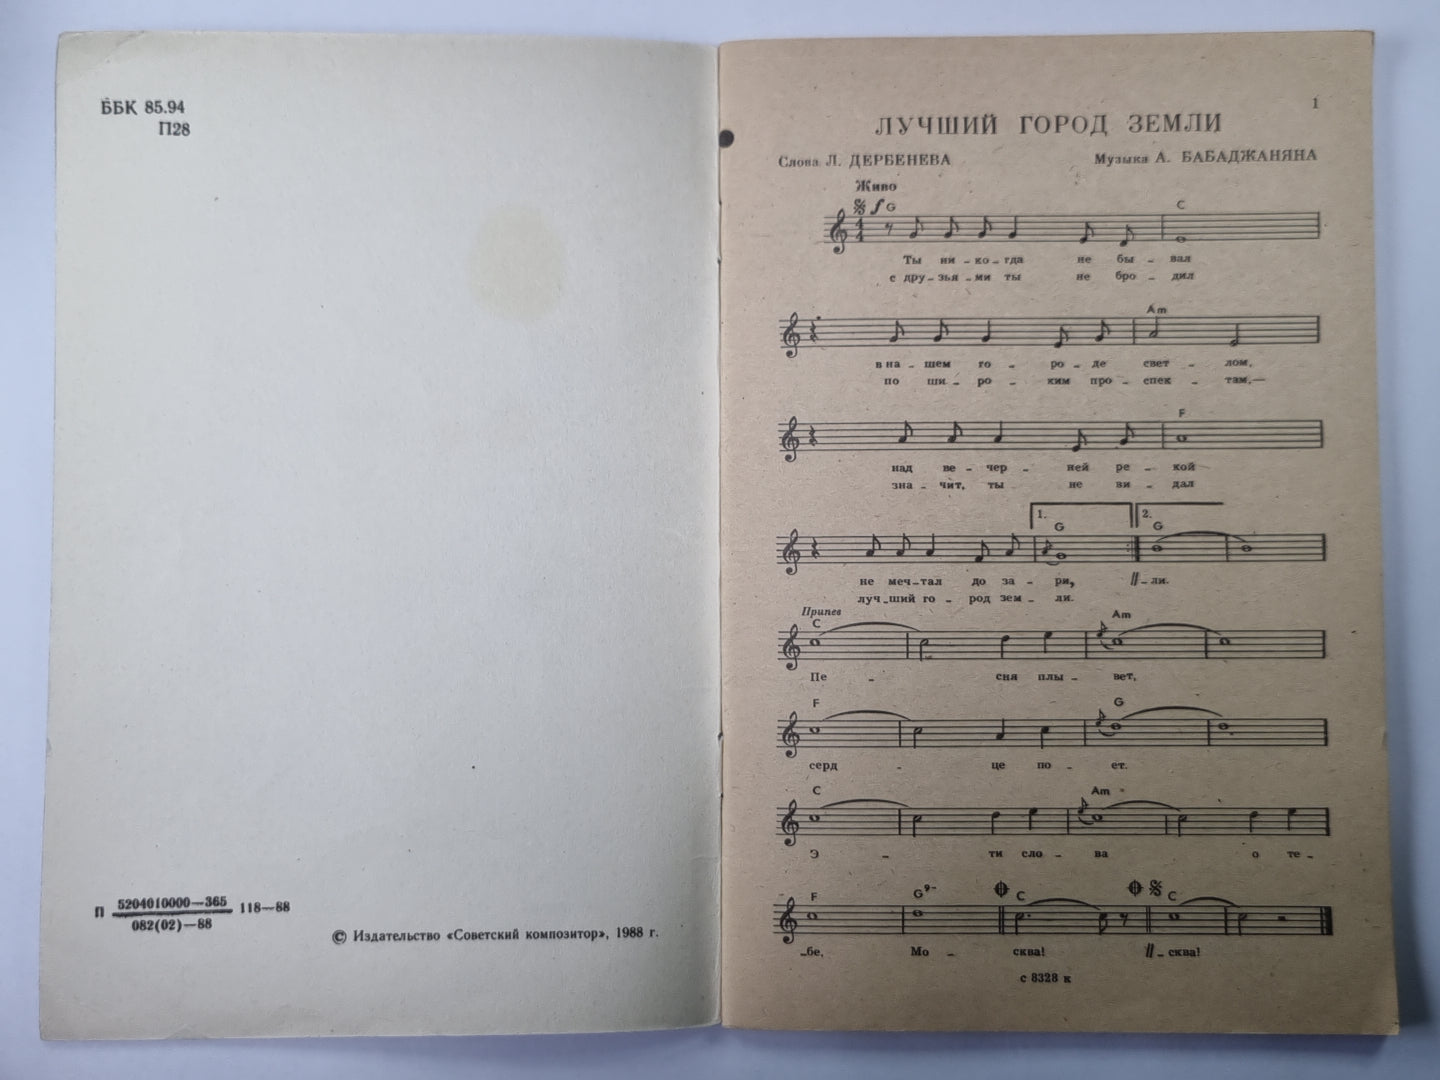 ББК 85.94
П28
П 5204010000—365 118—88
082(02)—88
© Издательство «Советский композитор», 1988 г.
1
ЛУЧШИЙ ГОРОД ЗЕМЛИ
Слова Л. ДЕРБЕНЕВА Музыка А. БАБАДЖАНЯНА
Живо
f G C
4
4
Ты ни - ко - гда не бы - вал
с дру - зья - ми ты не бро - дил
Am
в на - шем го - ро - де свет - лом,
по ши - ро - ким про - спек - там,—
F
над ве - чер - ней ре - кой
зна - чит, ты не ви - дал
1. 2.
G G
не меч - тал до за - ри, // - ли.
луч - ший го - род зем - ли.
Припев
C Am
Пе - сня плы - вет,
F G
серд - це по - ет.
C Am
Э - ти сло - ва о те -
F G9- C C
-бе, Мо - сква! // - сква!
с 8328 к